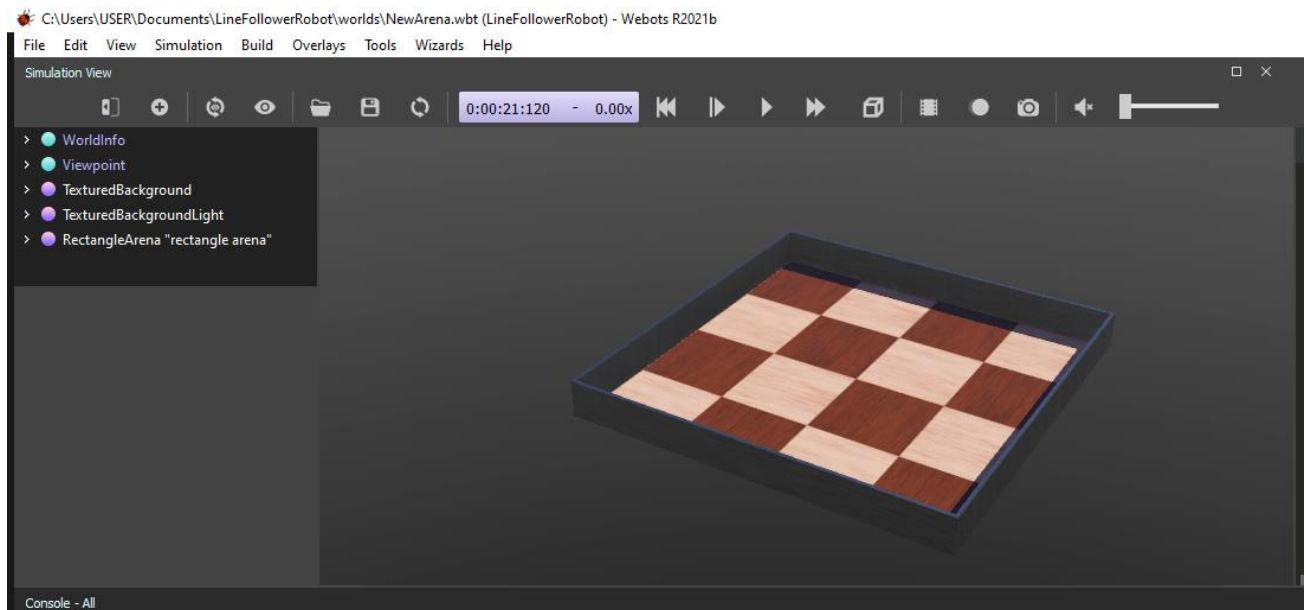 C:\Users\USER\Documents\LineFollowerRobot\worlds\NewArena.wbt (LineFollowerRobot) - Webots R2021b
File Edit View Simulation Build Overlays Tools Wizards Help
Simulation View
0:00:21:120 - 0.00x
WorldInfo
Viewpoint
TexturedBackground
TexturedBackgroundLight
RectangleArena "rectangle arena"
Console - All